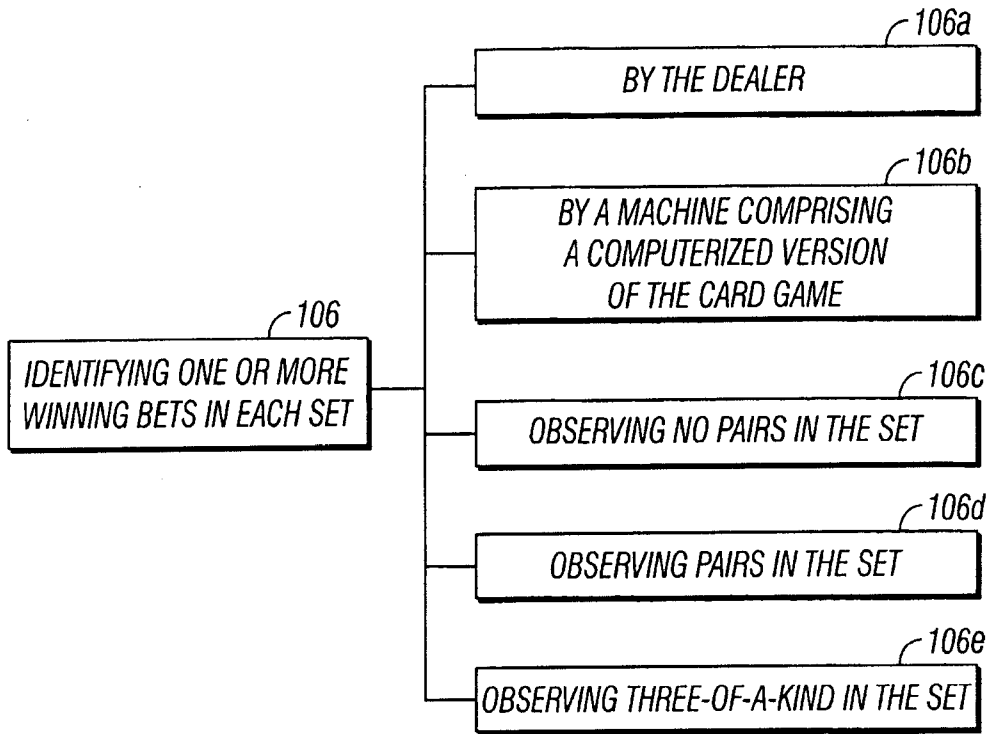 106a
BY THE DEALER
106b
BY A MACHINE COMPRISING
A COMPUTERIZED VERSION
OF THE CARD GAME
106
IDENTIFYING ONE OR MORE
WINNING BETS IN EACH SET
106c
OBSERVING NO PAIRS IN THE SET
106d
OBSERVING PAIRS IN THE SET
106e
OBSERVING THREE-OF-A-KIND IN THE SET